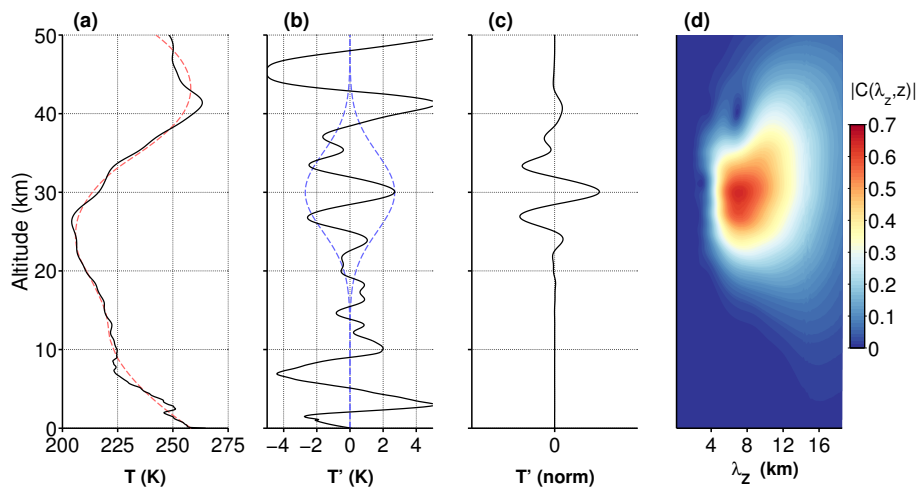 (a) (b) (c) (d)
50
40
30
20
10
0
Altitude (km)
200 225 250 275
−4 −2 0 2 4
0
4 8 12 16
T (K)
T’ (K)
T’ (norm)
λz (km)
|C(λz,z)|
0.7
0.6
0.5
0.4
0.3
0.2
0.1
0